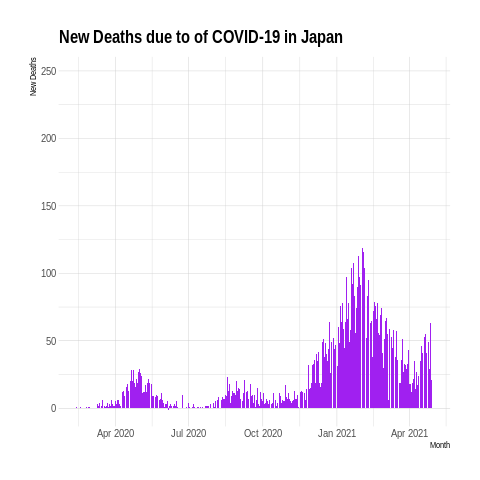 New Deaths due to of COVID-19 in Japan
New Deaths
250
200
150
100
50
0
Apr 2020 Jul 2020 Oct 2020 Jan 2021 Apr 2021
Month